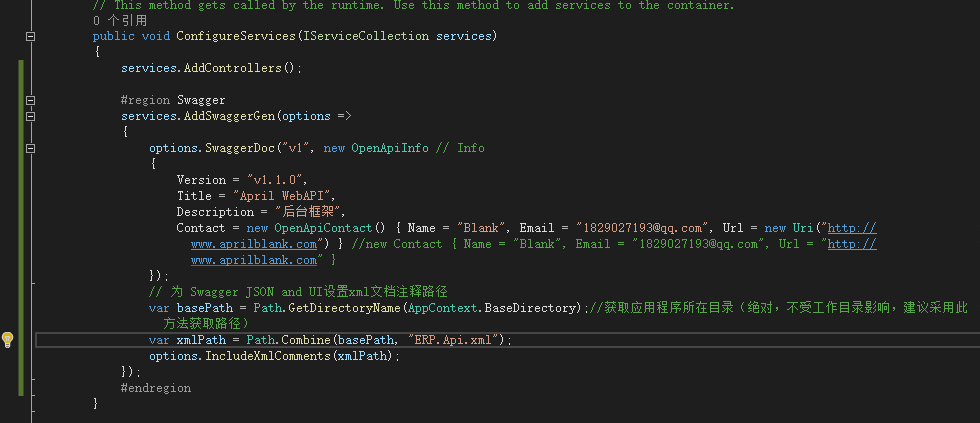 // This method gets called by the runtime. Use this method to add services to the container.
0 个引用
public void ConfigureServices(IServiceCollection services)
{
services.AddControllers();
#region Swagger
services.AddSwaggerGen(options =>
{
options.SwaggerDoc("v1", new OpenApiInfo // Info
{
Version = "v1.1.0",
Title = "April WebAPI",
Description = "后台框架",
Contact = new OpenApiContact() { Name = "Blank", Email = "1829027193@qq.com", Url = new Uri("http://
www.aprilblank.com") } //new Contact { Name = "Blank", Email = "1829027193@qq.com", Url = "http://
www.aprilblank.com" }
});
// 为 Swagger JSON and UI设置xml文档注释路径
var basePath = Path.GetDirectoryName(AppContext.BaseDirectory);//获取应用程序所在目录（绝对，不受工作目录影响，建议采用此
方法获取路径）
var xmlPath = Path.Combine(basePath, "ERP.Api.xml");
options.IncludeXmlComments(xmlPath);
});
#endregion
}